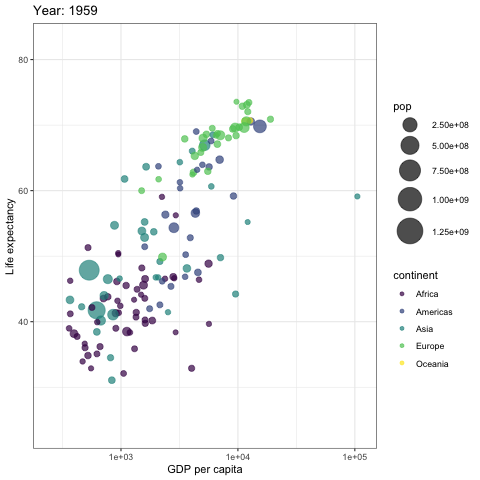 Year: 1959
80
60
40
Life expectancy
1e+03
1e+04
1e+05
GDP per capita
pop
2.50e+08
5.00e+08
7.50e+08
1.00e+09
1.25e+09
continent
Africa
Americas
Asia
Europe
Oceania